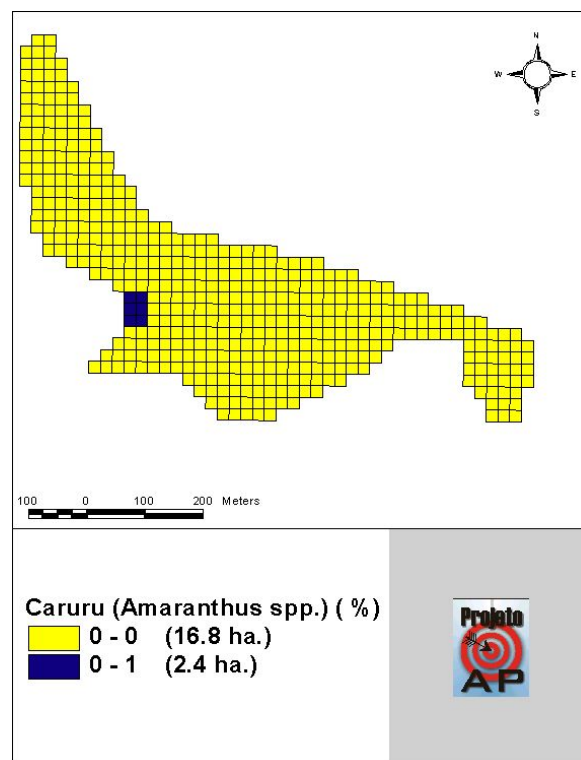 N
W E
S
100 0 100 200 Meters
Caruru (Amaranthus spp.) ( %)
0 - 0 (16.8 ha.)
0 - 1 (2.4 ha.)
Projeto
AP